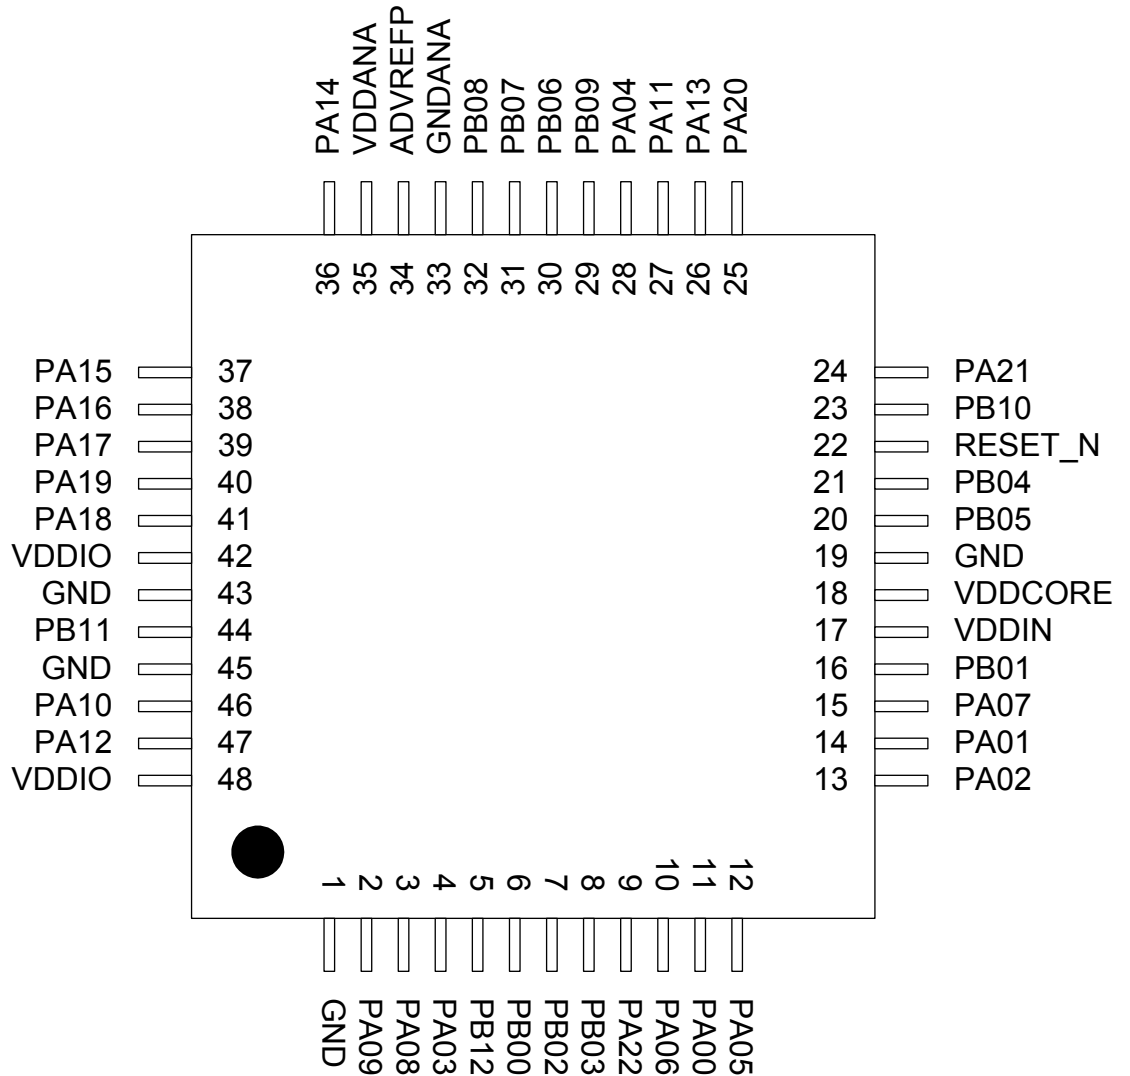 PA14 VDDANA ADVREFP GNDANA PB08 PB07 PB06 PB09 PA04 PA11 PA13 PA20
36 35 34 33 32 31 30 29 28 27 26 25
PA15 37 24 PA21
PA16 38 23 PB10
PA17 39 22 RESET_N
PA19 40 21 PB04
PA18 41 20 PB05
VDDIO 42 19 GND
GND 43 18 VDDCORE
PB11 44 17 VDDIN
GND 45 16 PB01
PA10 46 15 PA07
PA12 47 14 PA01
VDDIO 48 13 PA02
1 2 3 4 5 6 7 8 9 10 11 12
GND PA09 PA08 PA03 PB12 PB00 PB02 PB03 PA22 PA06 PA00 PA05